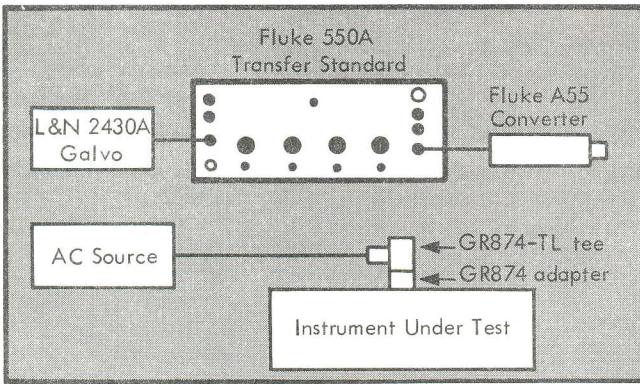 Fluke 550A
Transfer Standard
L&N 2430A
Galvo
Fluke A55
Converter
AC Source
GR874-TL tee
GR874 adapter
Instrument Under Test